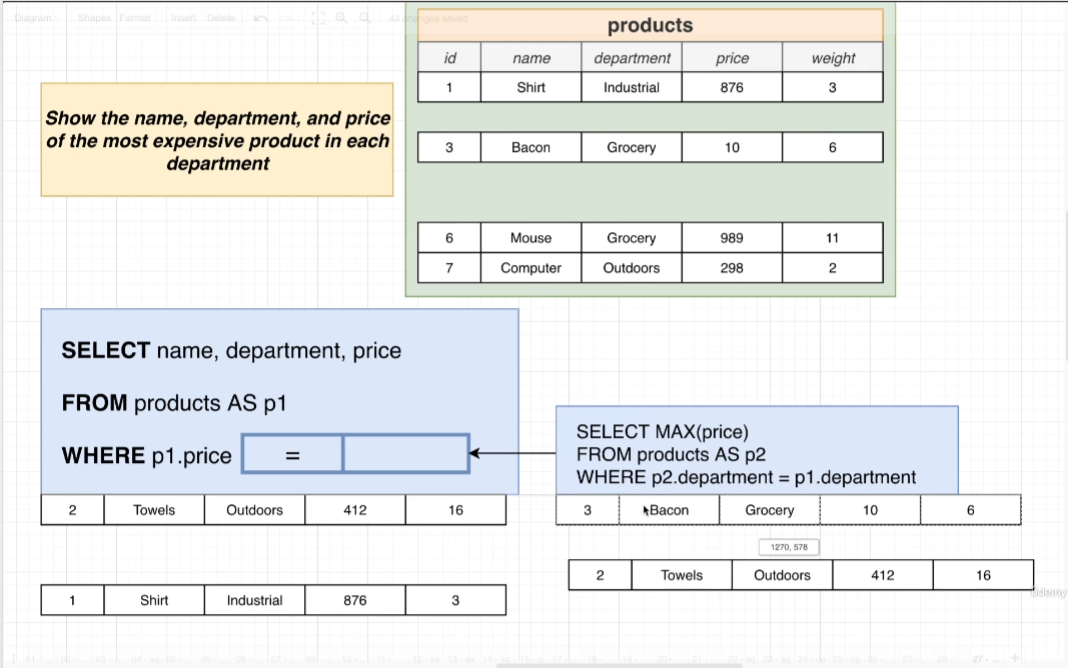 Diagram Shapes Format Insert Delete All changes saved
products
id name department price weight
1 Shirt Industrial 876 3
3 Bacon Grocery 10 6
6 Mouse Grocery 989 11
7 Computer Outdoors 298 2
Show the name, department, and price
of the most expensive product in each
department
SELECT name, department, price
FROM products AS p1
WHERE p1.price =
SELECT MAX(price)
FROM products AS p2
WHERE p2.department = p1.department
2 Towels Outdoors 412 16
3 Bacon Grocery 10 6
1270, 578
2 Towels Outdoors 412 16
1 Shirt Industrial 876 3